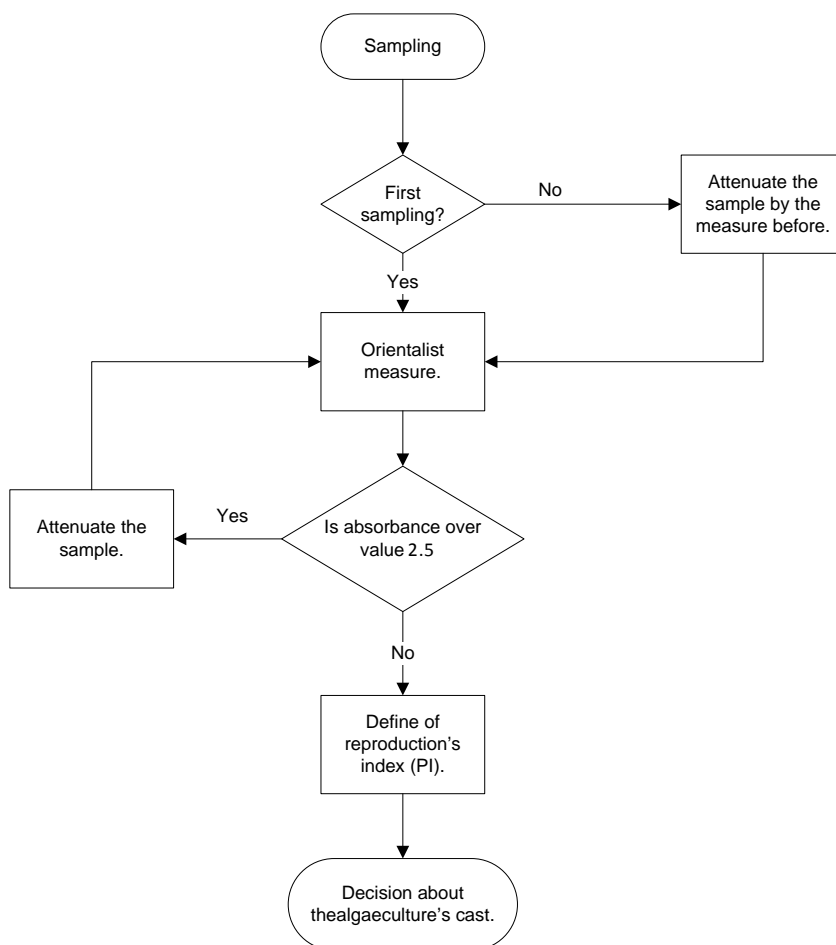 Sampling
First
sampling?
No
Attenuate the
sample by the
measure before.
Yes
Orientalist
measure.
Attenuate the
sample.
Yes
Is absorbance over
value 2.5
No
Define of
reproduction's
index (PI).
Decision about
thealgaeculture's cast.